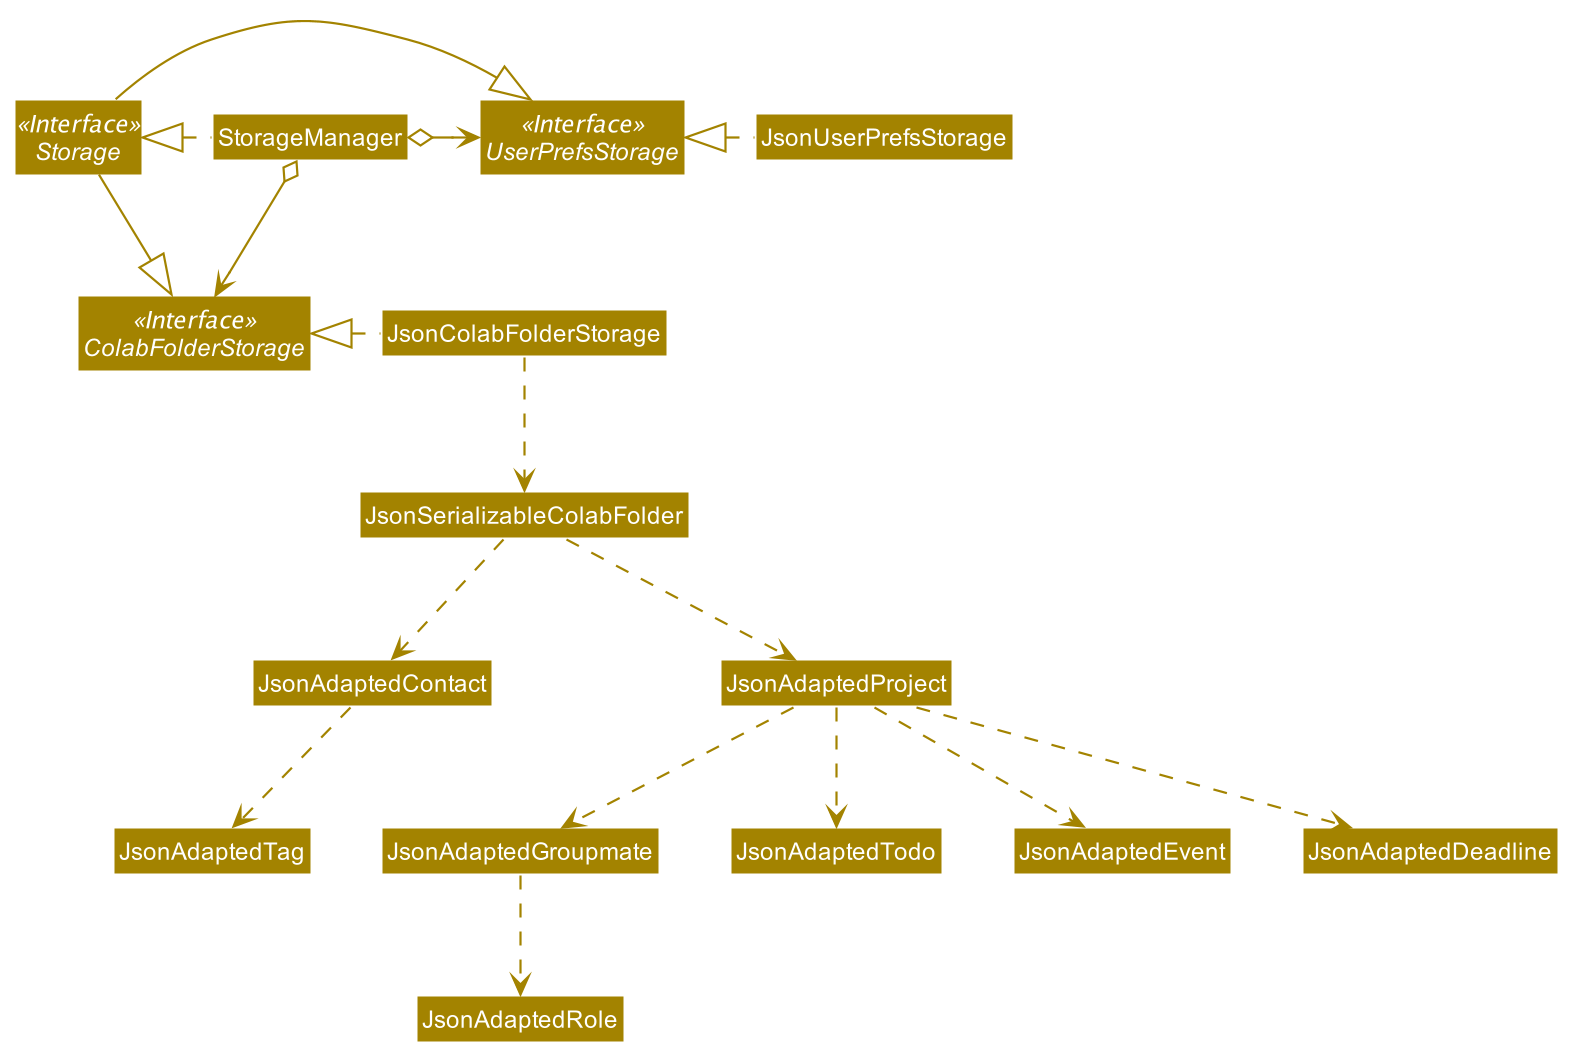 «Interface»
Storage
StorageManager
«Interface»
UserPrefsStorage
JsonUserPrefsStorage
«Interface»
ColabFolderStorage
JsonColabFolderStorage
JsonSerializableColabFolder
JsonAdaptedContact
JsonAdaptedProject
JsonAdaptedTag
JsonAdaptedGroupmate
JsonAdaptedTodo
JsonAdaptedEvent
JsonAdaptedDeadline
JsonAdaptedRole